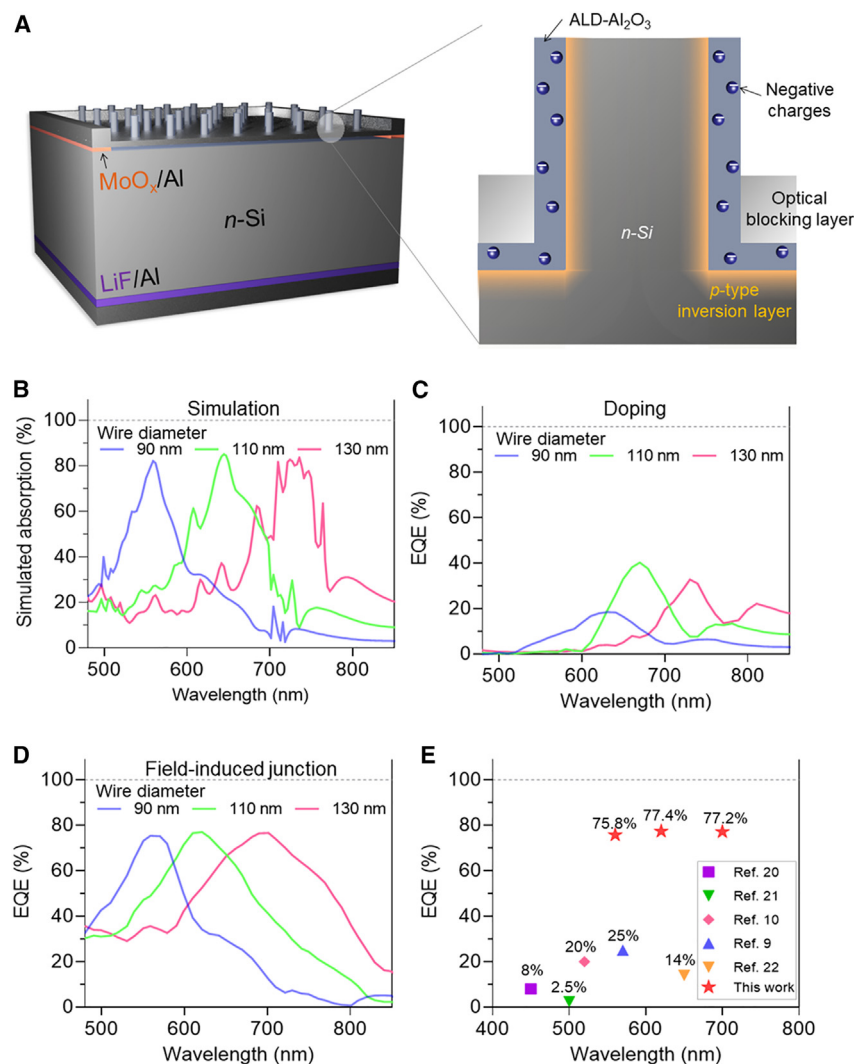 A
ALD-Al₂O₃
Negative
charges
MoOₓ/Al
n-Si
Optical
blocking layer
n-Si
LiF/Al
p-type
inversion layer
B
Simulation
Wire diameter
90 nm
110 nm
130 nm
Simulated absorption (%)
100
80
60
40
20
0
500
600
700
800
Wavelength (nm)
C
Doping
Wire diameter
90 nm
110 nm
130 nm
EQE (%)
100
80
60
40
20
0
500
600
700
800
Wavelength (nm)
D
Field-induced junction
Wire diameter
90 nm
110 nm
130 nm
EQE (%)
100
80
60
40
20
0
500
600
700
800
Wavelength (nm)
E
EQE (%)
100
80
60
40
20
0
75.8%
77.4%
77.2%
8%
2.5%
20%
25%
14%
Ref. 20
Ref. 21
Ref. 10
Ref. 9
Ref. 22
This work
400
500
600
700
800
Wavelength (nm)